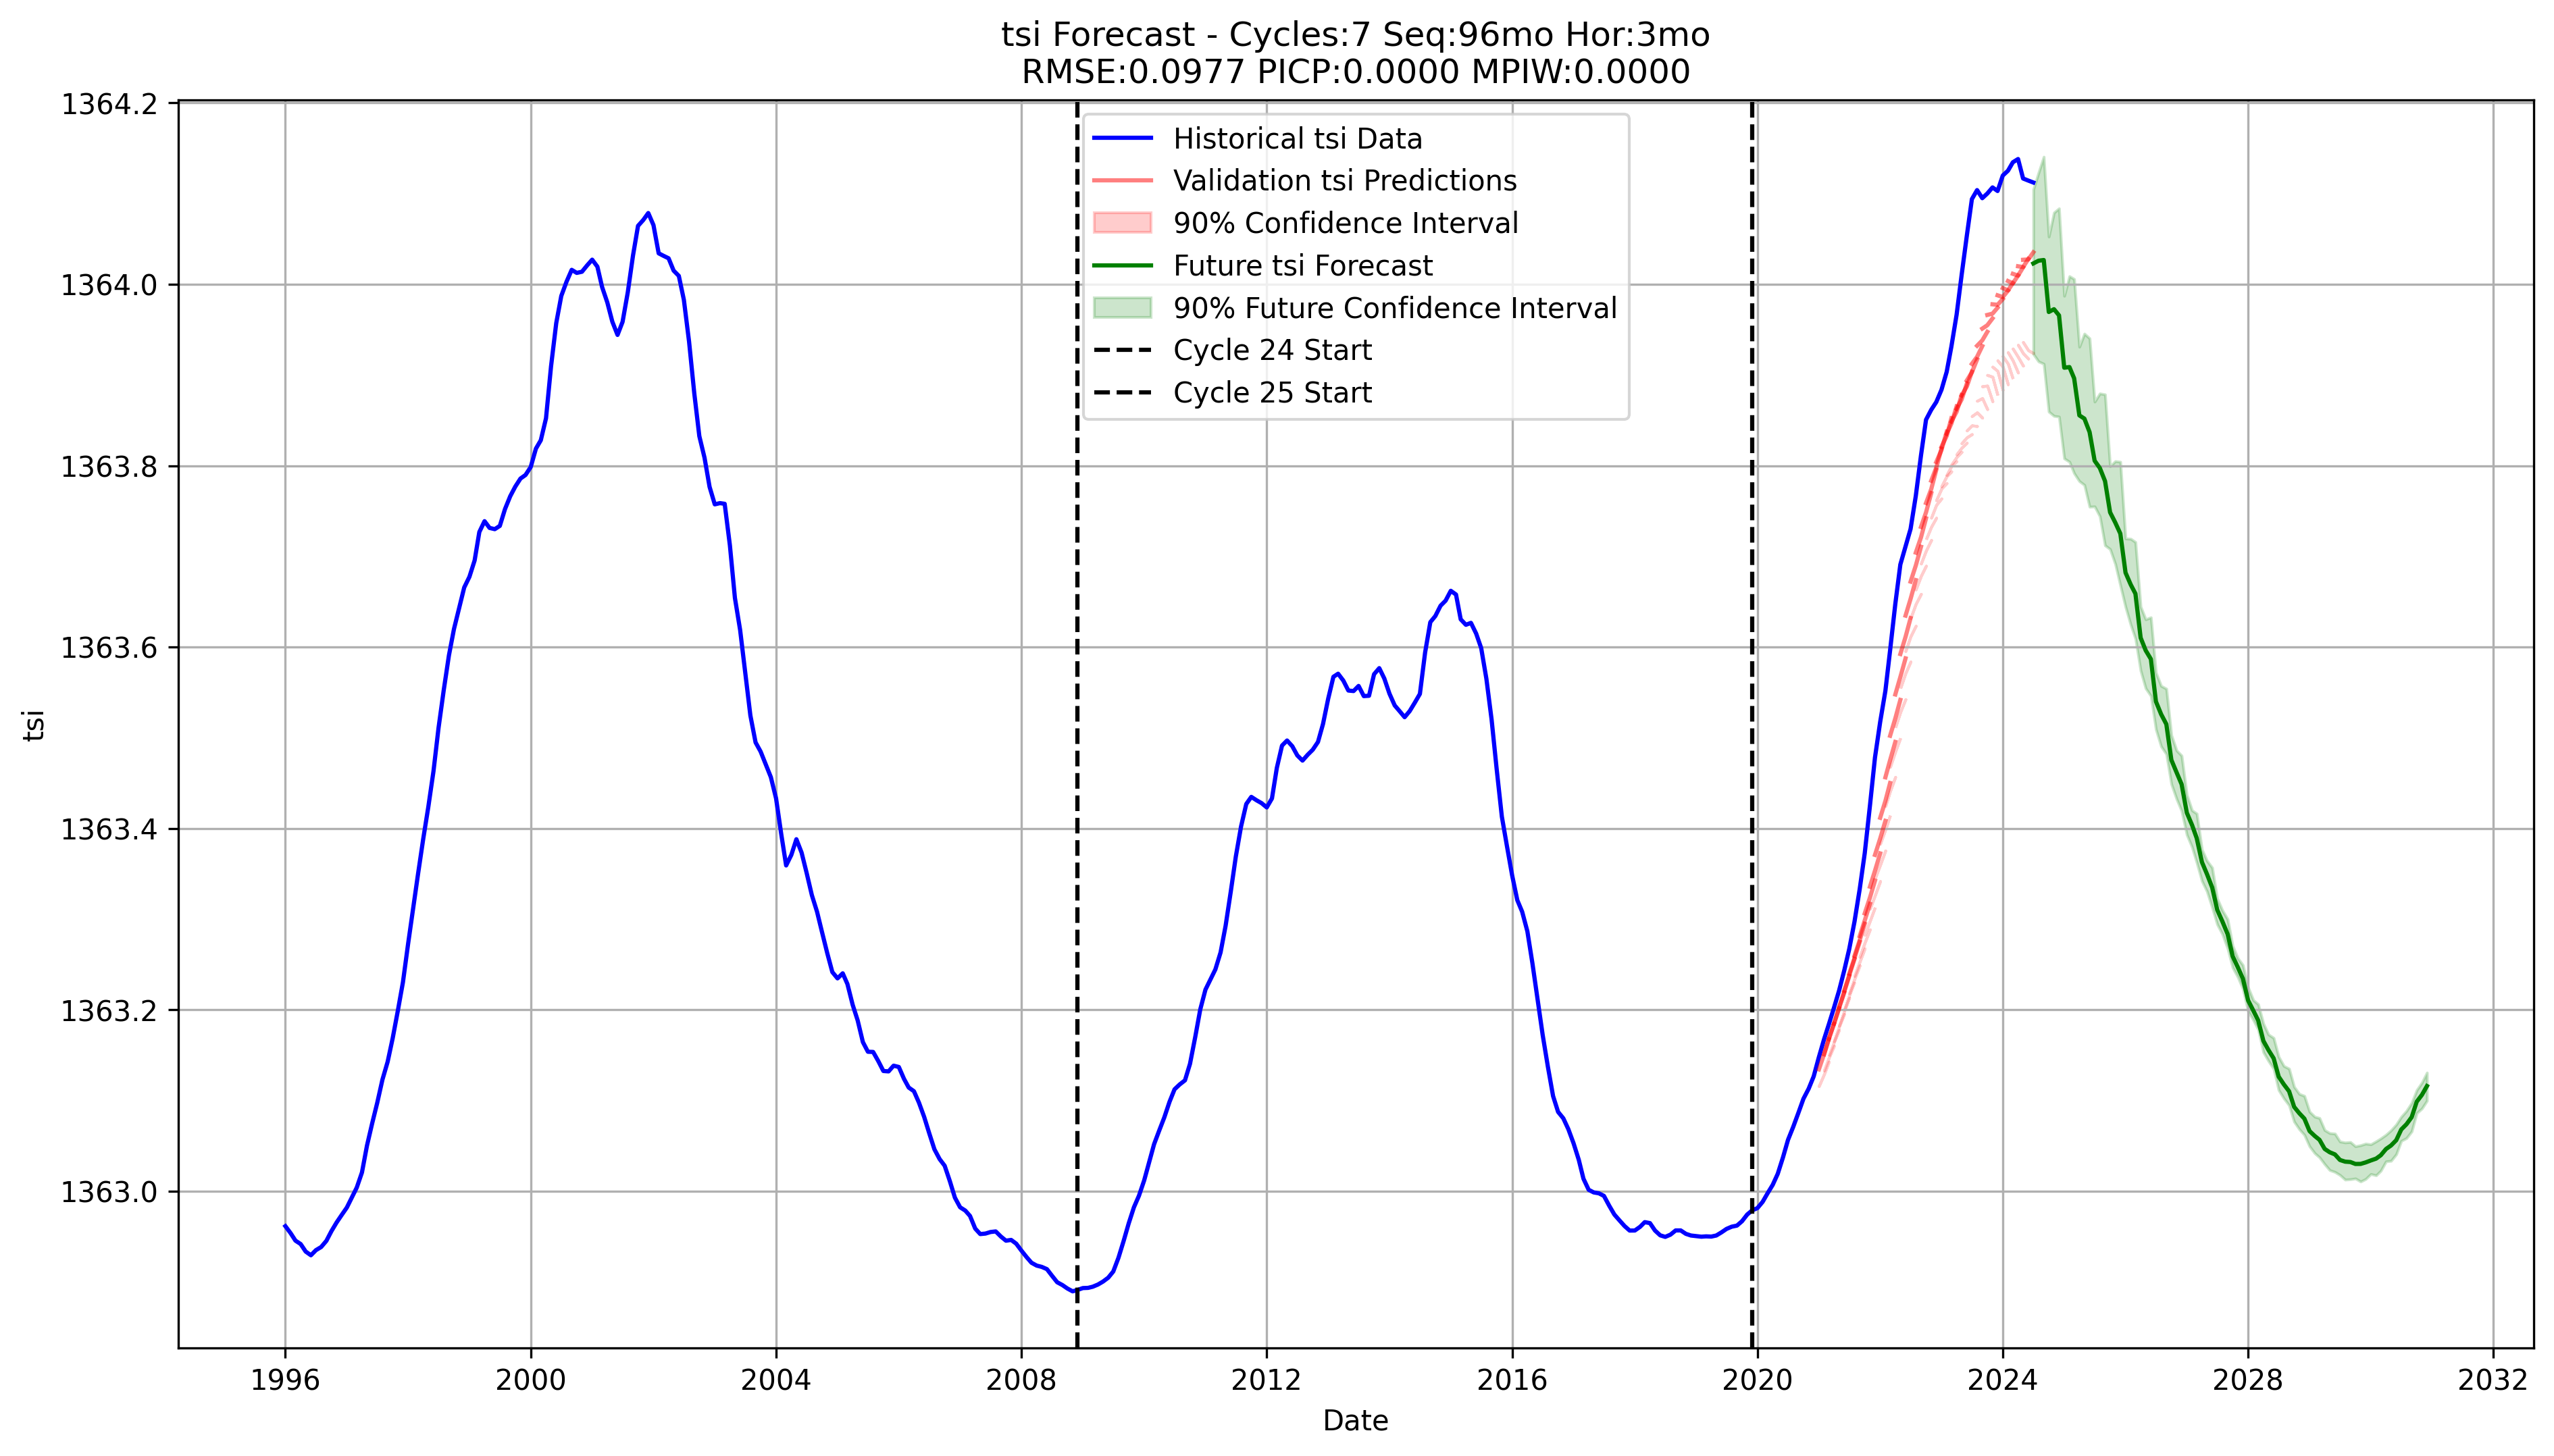 tsi Forecast - Cycles:7 Seq:96mo Hor:3mo
RMSE:0.0977 PICP:0.0000 MPIW:0.0000
1364.2
1364.0
1363.8
1363.6
1363.4
1363.2
1363.0
tsi
Historical tsi Data
Validation tsi Predictions
90% Confidence Interval
Future tsi Forecast
90% Future Confidence Interval
Cycle 24 Start
Cycle 25 Start
1996 2000 2004 2008 2012 2016 2020 2024 2028 2032
Date